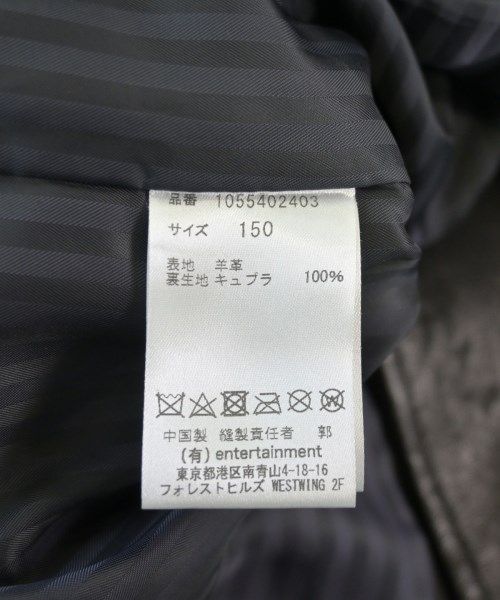 品番 1055402403
サイズ 150
表地 羊革
裏生地 キュプラ 100%
中国製 縫製責任者 郭
(有) entertainment
東京都港区南青山4-18-16
フォレストヒルズ WESTWING 2F